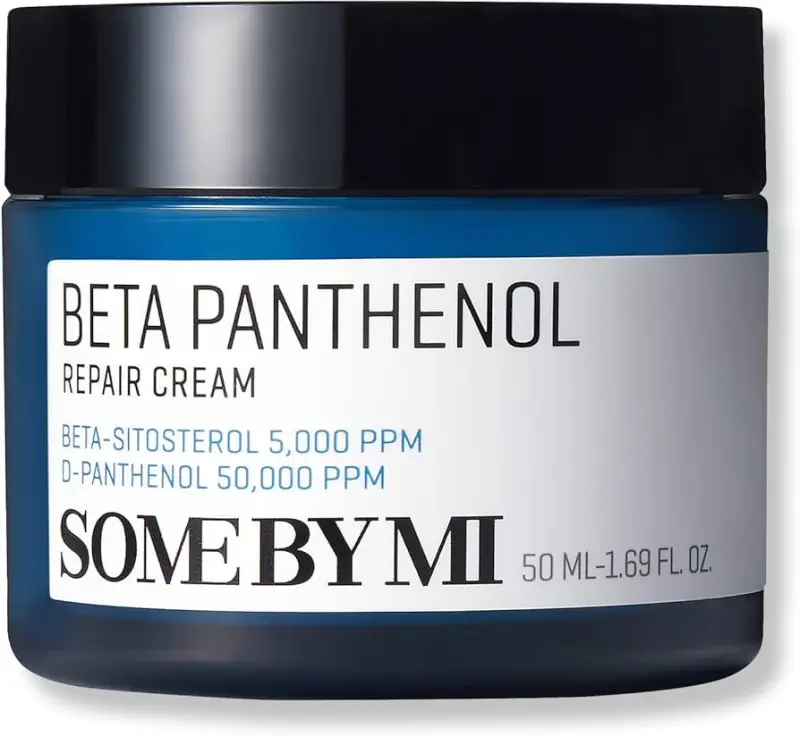 BETA PANTHENOL
REPAIR CREAM
BETA-SITOSTEROL 5,000 PPM
D-PANTHENOL 50,000 PPM
SOME BY MI 50 ML-1.69 FL. OZ.